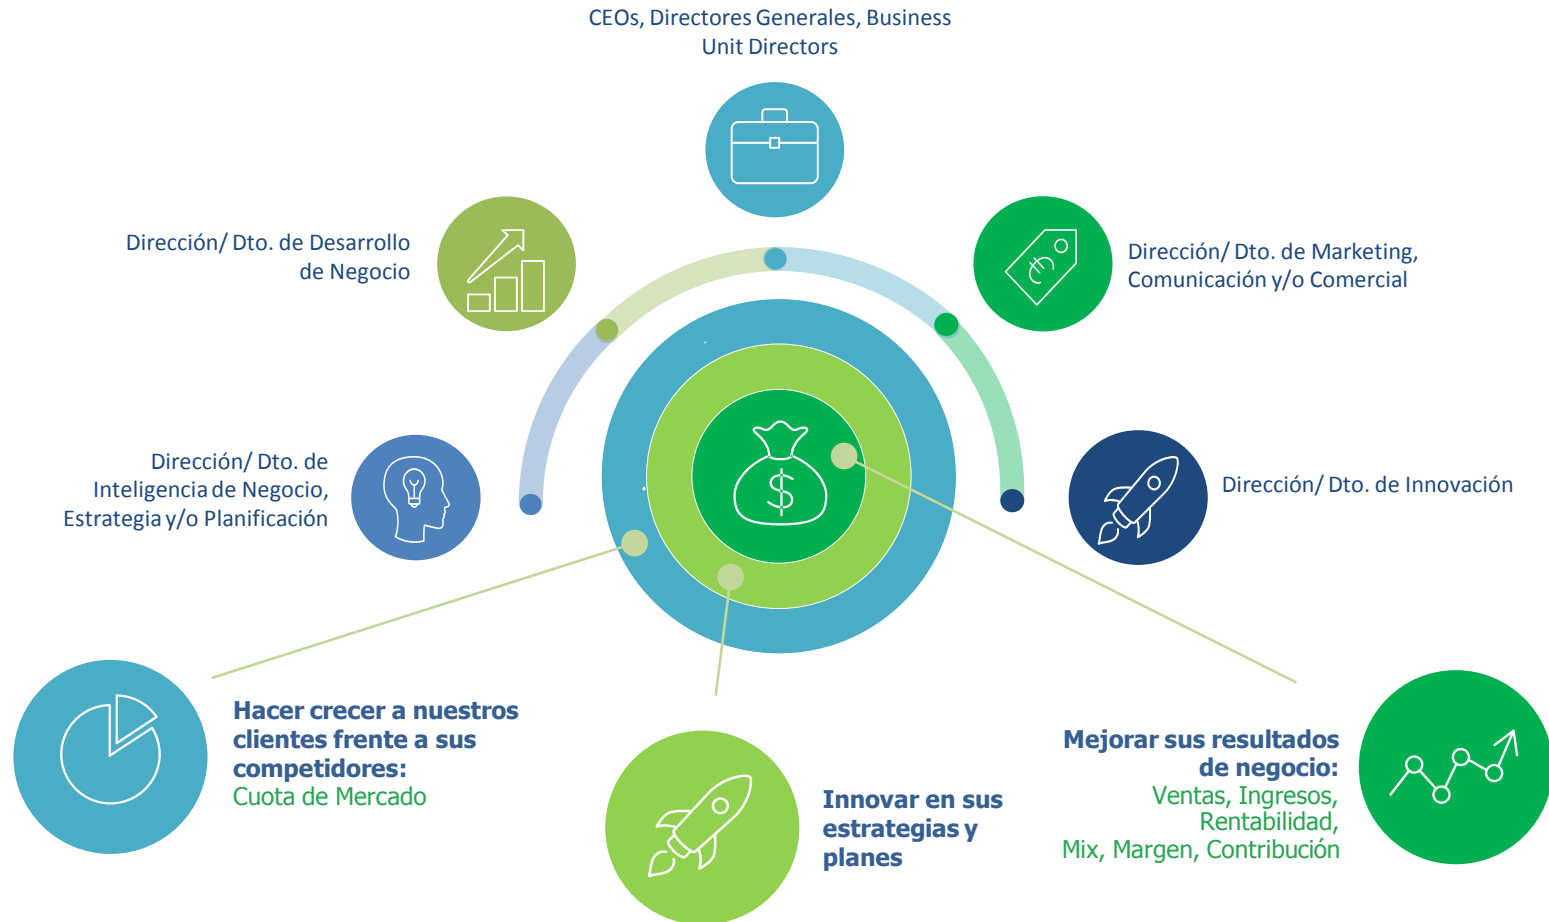 CEOs, Directores Generales, Business
Unit Directors
Dirección/ Dto. de Desarrollo
de Negocio
Dirección/ Dto. de Marketing,
Comunicación y/o Comercial
Dirección/ Dto. de
Inteligencia de Negocio,
Estrategia y/o Planificación
$
Dirección/ Dto. de Innovación
Hacer crecer a nuestros
clientes frente a sus
competidores:
Cuota de Mercado
Innovar en sus
estrategias y
planes
Mejorar sus resultados
de negocio:
Ventas, Ingresos,
Rentabilidad,
Mix, Margen, Contribución